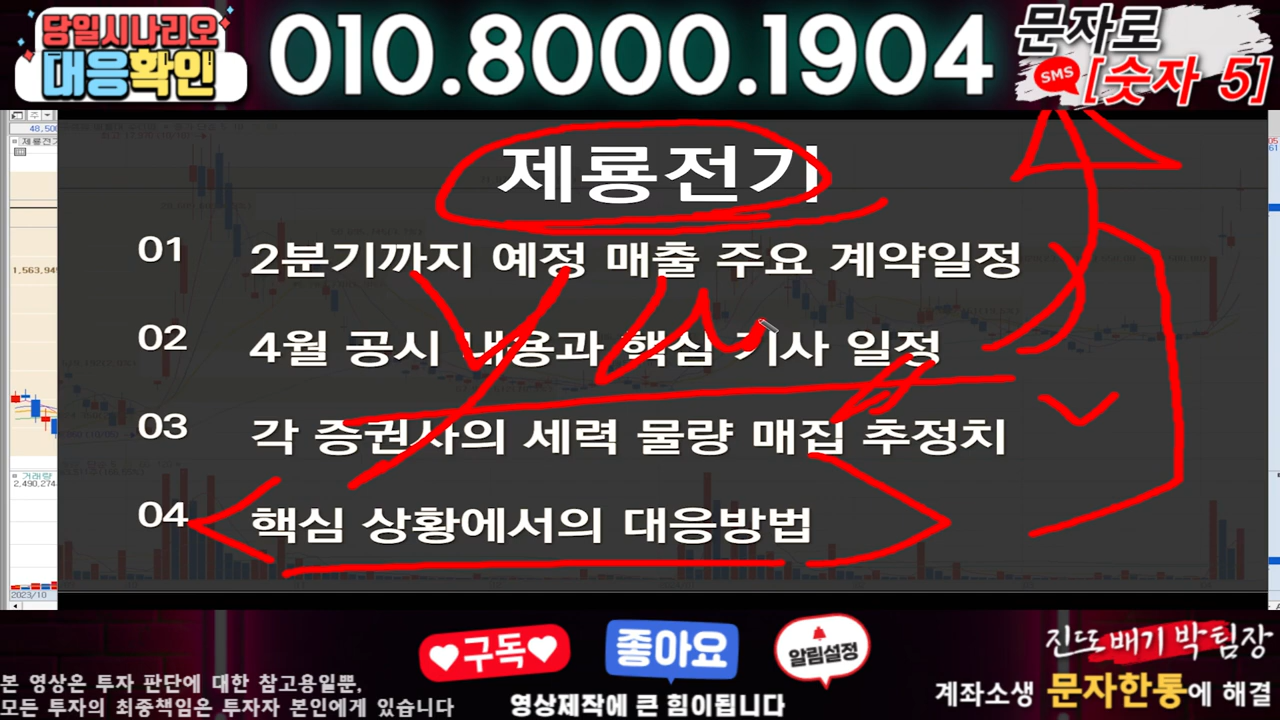 당일시나리오
대응확인
010.8000.1904
문자로
SMS
[숫자 5]
제룡전기
01 2분기까지 예정 매출 주요 계약일정
02 4월 공시 내용과 핵심 기사 일정
03 각 증권사의 세력 물량 매집 추정치
04 핵심 상황에서의 대응방법
거래량
2023/10
구독
좋아요
알림설정
영상제작에 큰 힘이됩니다
본 영상은 투자 판단에 대한 참고용일뿐,
모든 투자의 최종책임은 투자자 본인에게 있습니다
진또배기 박팀장
계좌소생 문자한통에 해결